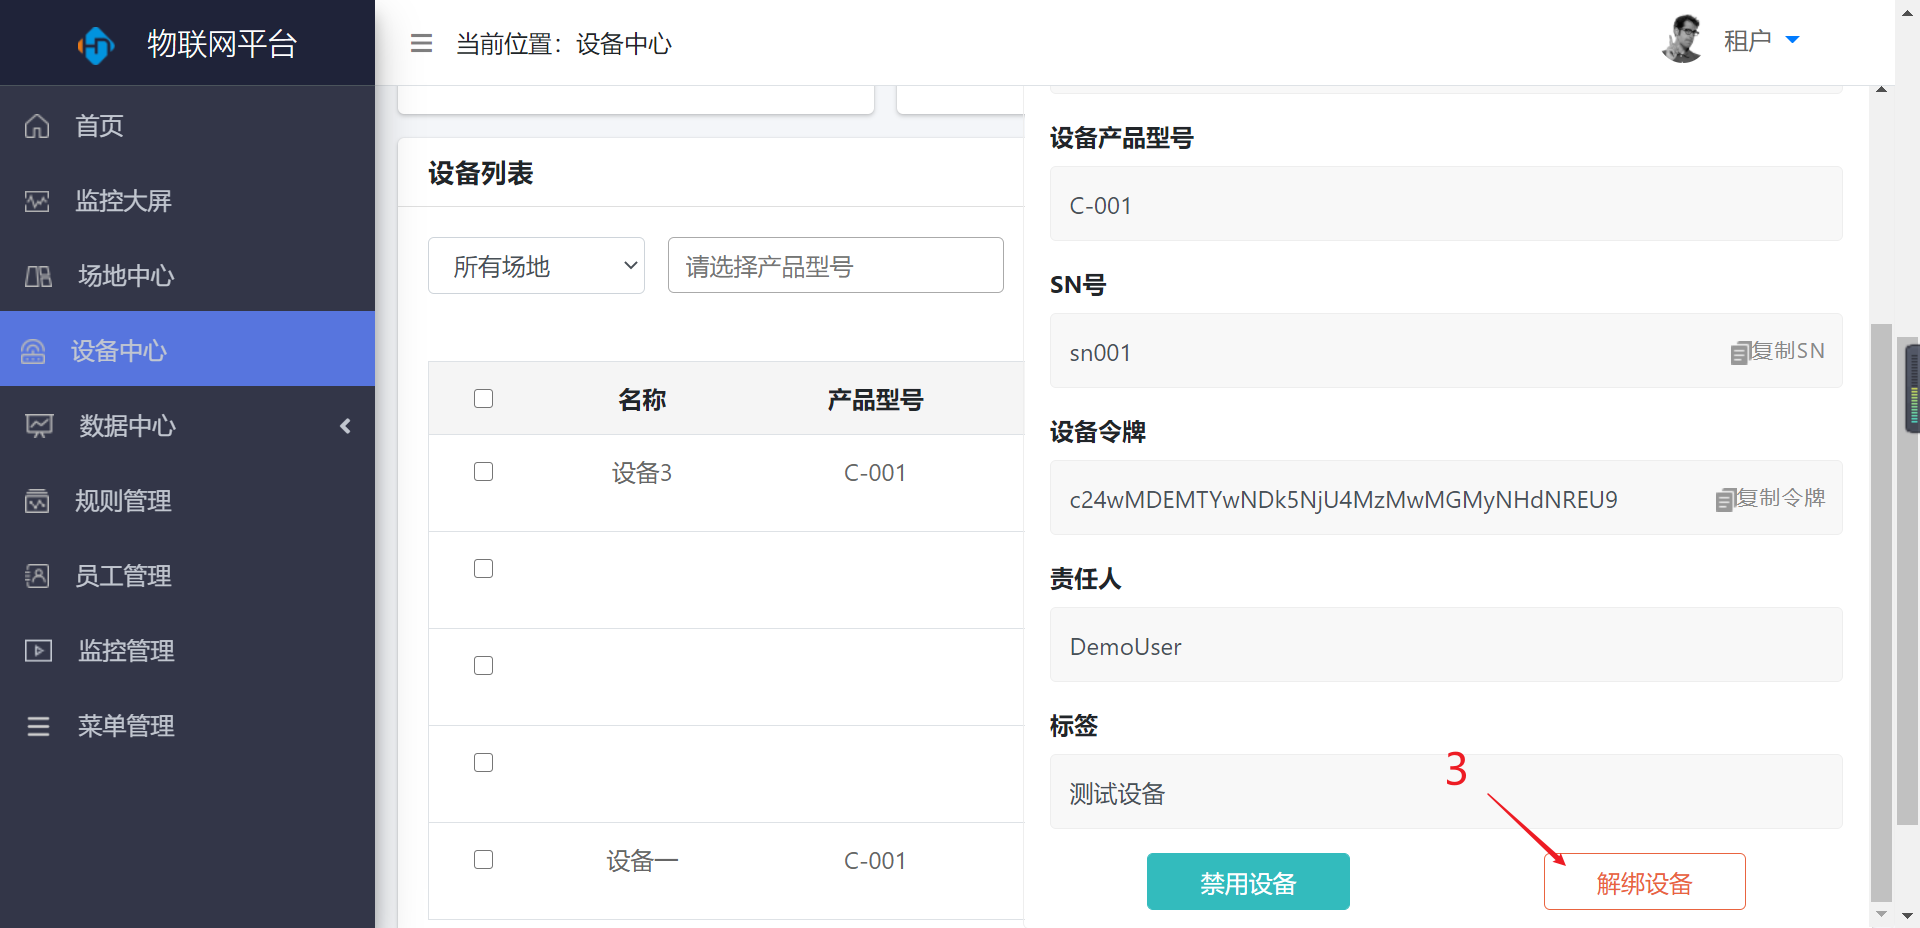 物联网平台
当前位置：设备中心
租户
首页
监控大屏
场地中心
设备中心
数据中心
规则管理
员工管理
监控管理
菜单管理
设备列表
所有场地
请选择产品型号
名称 产品型号
设备3 C-001
设备一 C-001
设备产品型号
C-001
SN号
sn001
复制SN
设备令牌
c24wMDEMTYwNDk5NjU4MzMwMGMyNHdNREU9
复制令牌
责任人
DemoUser
标签
测试设备
3
禁用设备
解绑设备